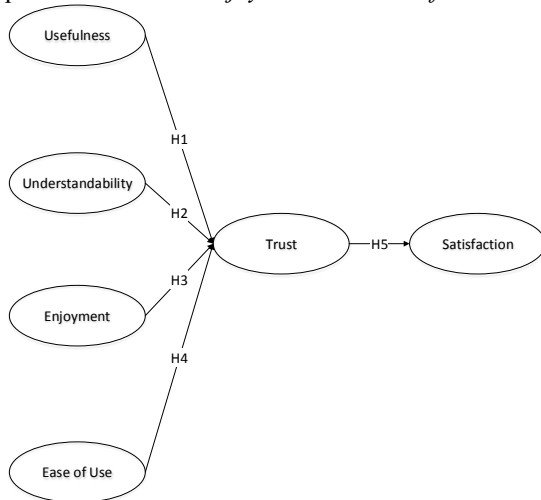 Usefulness
H1
Understandability
H2
Trust
H5
Satisfaction
H3
Enjoyment
H4
Ease of Use